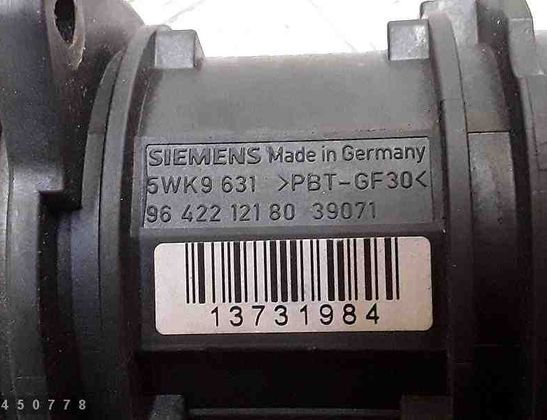 SIEMENS Made in Germany
5WK9 631 >PBT-GF30<
96 422 121 80 39071
13731984
450778